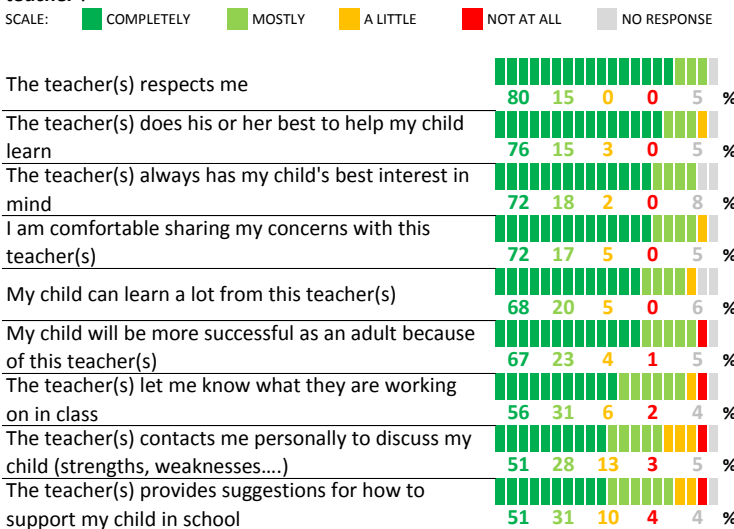 teacher?
SCALE: COMPLETELY MOSTLY A LITTLE NOT AT ALL NO RESPONSE
The teacher(s) respects me
80 15 0 0 5 %
The teacher(s) does his or her best to help my child
learn
76 15 3 0 5 %
The teacher(s) always has my child's best interest in
mind
72 18 2 0 8 %
I am comfortable sharing my concerns with this
teacher(s)
72 17 5 0 5 %
My child can learn a lot from this teacher(s)
68 20 5 0 6 %
My child will be more successful as an adult because
of this teacher(s)
67 23 4 1 5 %
The teacher(s) let me know what they are working
on in class
56 31 6 2 4 %
The teacher(s) contacts me personally to discuss my
child (strengths, weaknesses....)
51 28 13 3 5 %
The teacher(s) provides suggestions for how to
support my child in school
51 31 10 4 4 %